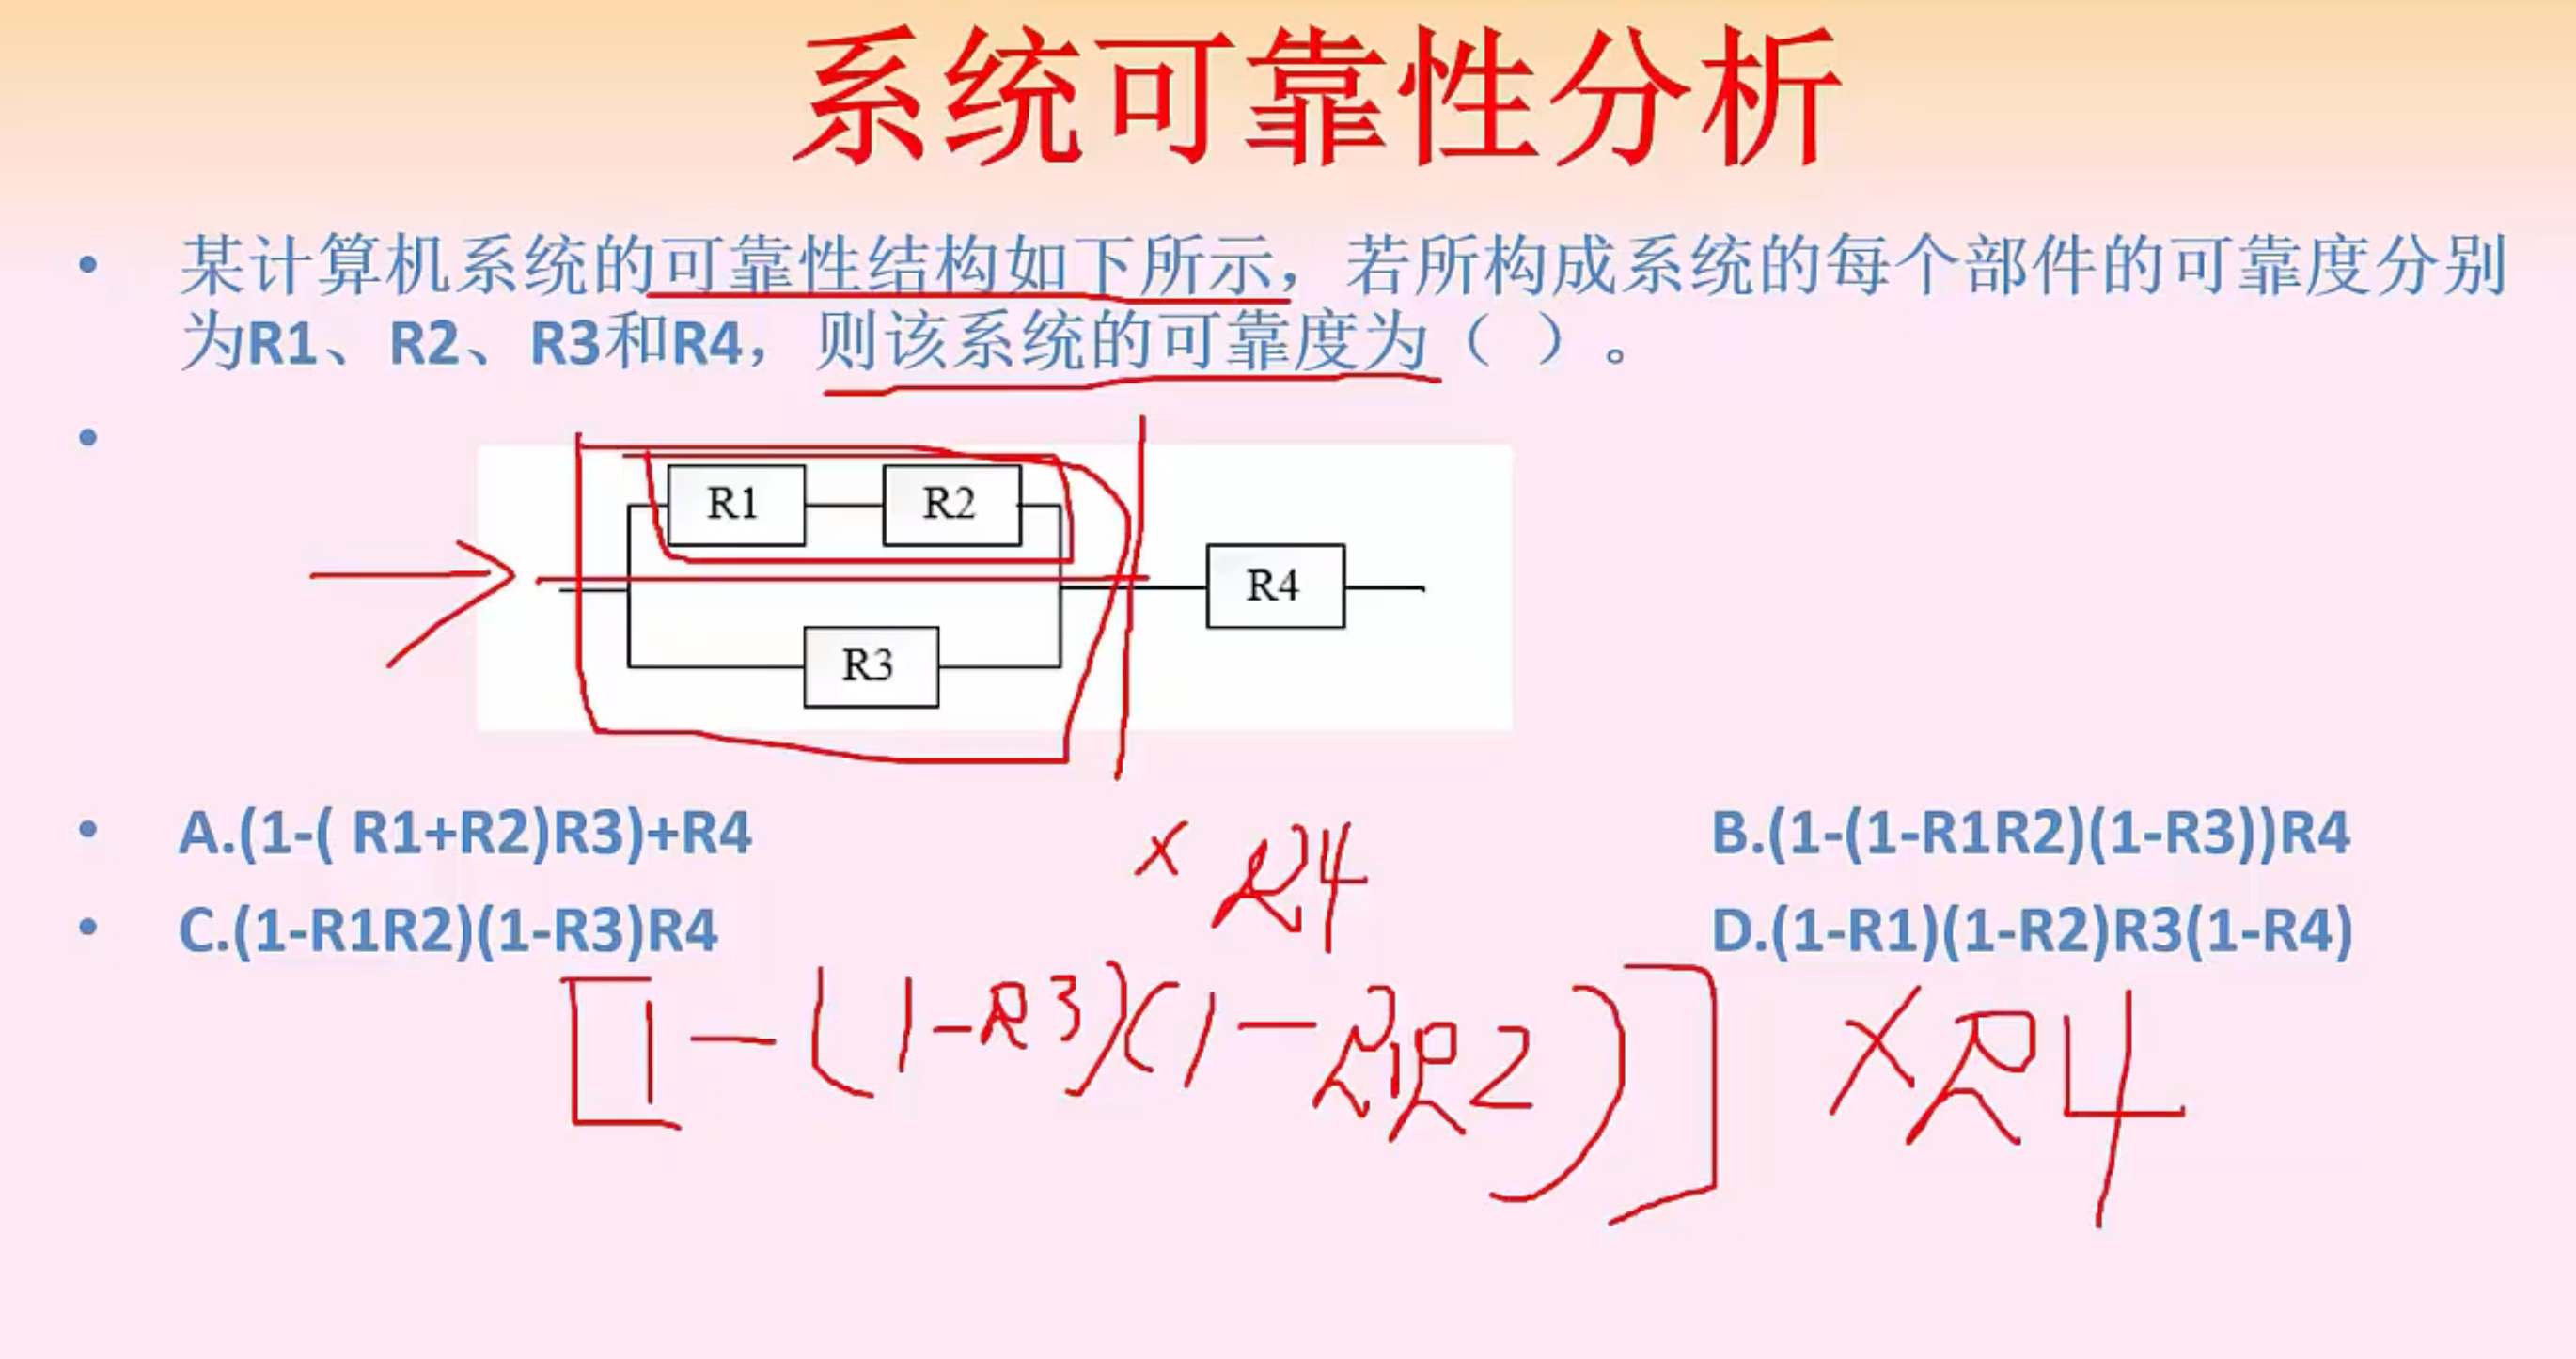 系统可靠性分析
某计算机系统的可靠性结构如下所示，若所构成系统的每个部件的可靠度分别
为R1、R2、R3和R4，则该系统的可靠度为（ ）。
R1 R2
R4
R3
A.(1-( R1+R2)R3)+R4 B.(1-(1-R1R2)(1-R3))R4
× R4
C.(1-R1R2)(1-R3)R4 D.(1-R1)(1-R2)R3(1-R4)
[1-(1-R3)(1-R1R2)]×R4